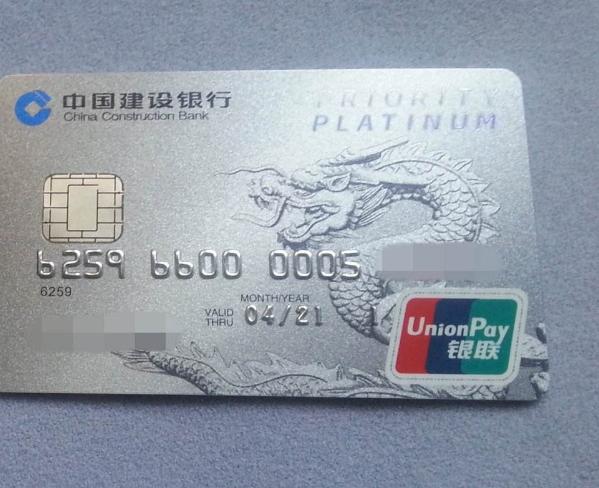 中国建设银行
China Construction Bank
PRIORITY
PLATINUM
6259 6600 0005
6259
MONTH/YEAR
VALID THRU 04/21 14
UnionPay
银联